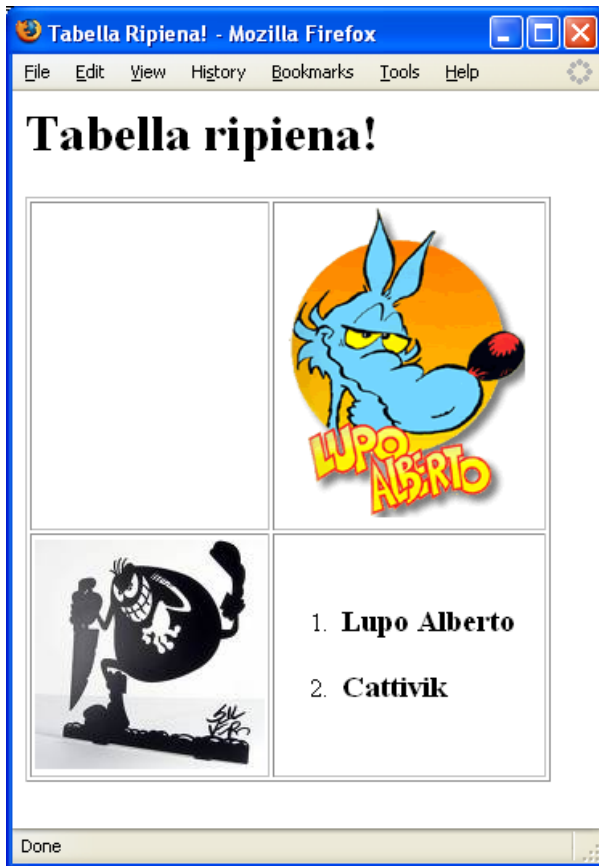 Tabella Ripiena! - Mozilla Firefox
File Edit View History Bookmarks Tools Help
Tabella ripiena!
LUPO
ALBERTO
SILVER
1. Lupo Alberto
2. Cattivik
Done